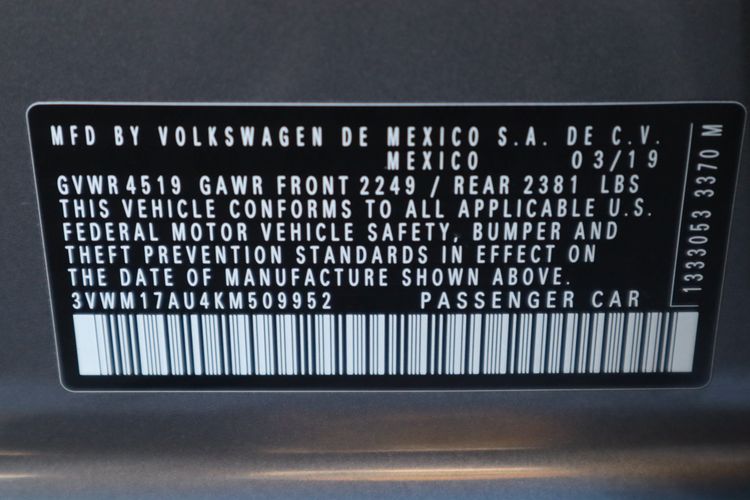 MFD BY VOLKSWAGEN DE MEXICO S.A. DE C.V.
MEXICO 03/19
GVWR 4519 GAWR FRONT 2249 / REAR 2381 LBS
THIS VEHICLE CONFORMS TO ALL APPLICABLE U.S.
FEDERAL MOTOR VEHICLE SAFETY, BUMPER AND
THEFT PREVENTION STANDARDS IN EFFECT ON
THE DATE OF MANUFACTURE SHOWN ABOVE.
3VWM17AU4KM509952 PASSENGER CAR
1333053 3370 M